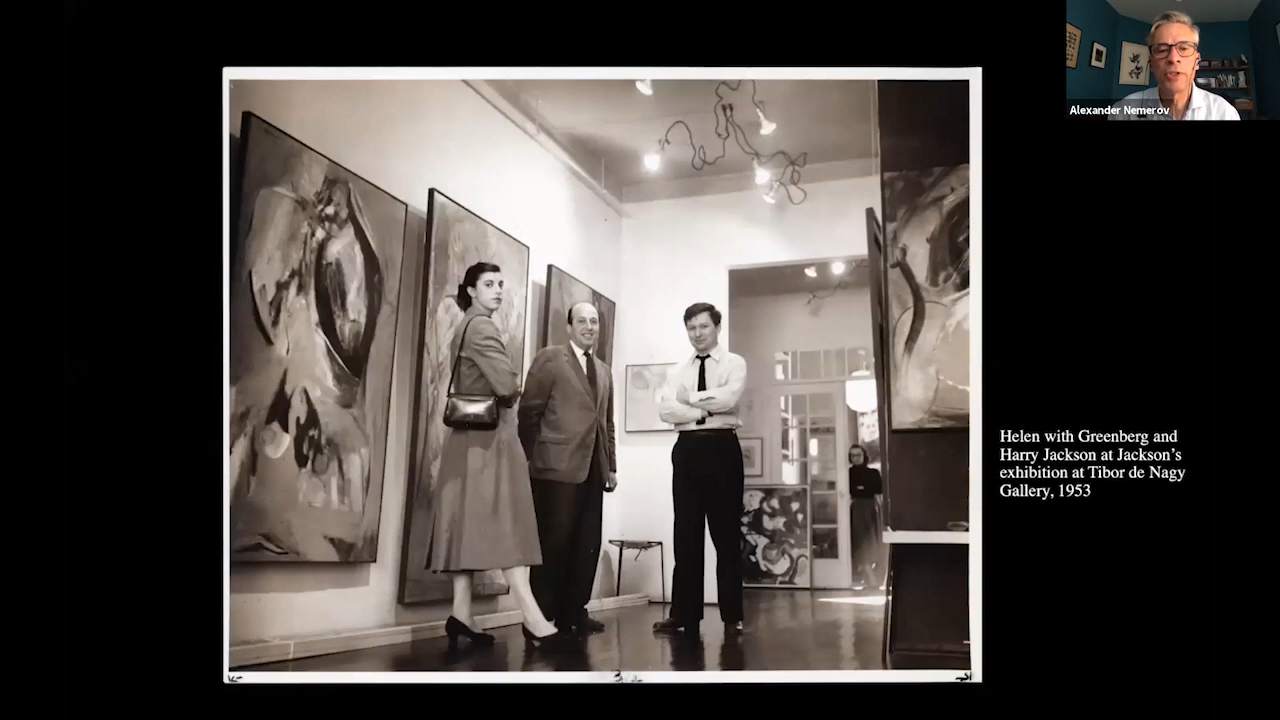 Alexander Nemerov
Helen with Greenberg and
Harry Jackson at Jackson's
exhibition at Tibor de Nagy
Gallery, 1953